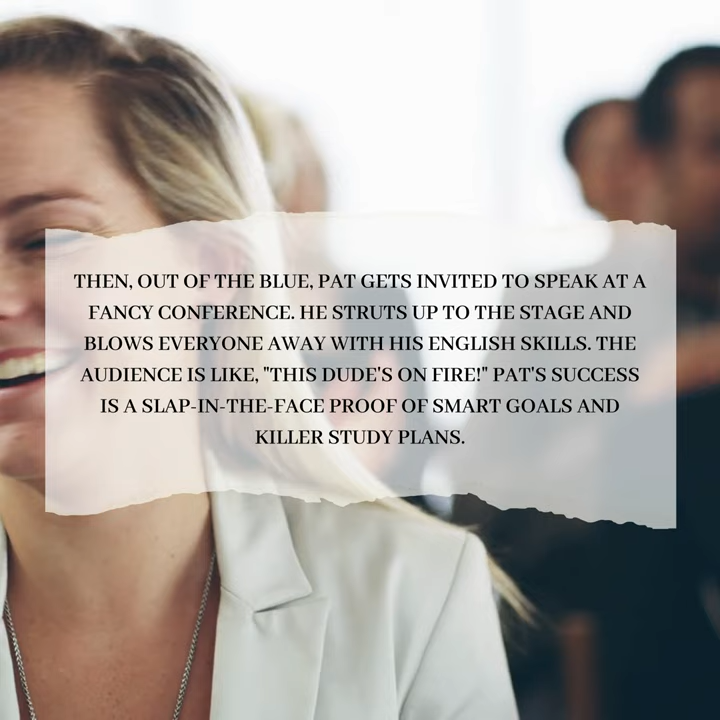 THEN, OUT OF THE BLUE, PAT GETS INVITED TO SPEAK AT A
FANCY CONFERENCE. HE STRUTS UP TO THE STAGE AND
BLOWS EVERYONE AWAY WITH HIS ENGLISH SKILLS. THE
AUDIENCE IS LIKE, "THIS DUDE'S ON FIRE!" PAT'S SUCCESS
IS A SLAP-IN-THE-FACE PROOF OF SMART GOALS AND
KILLER STUDY PLANS.